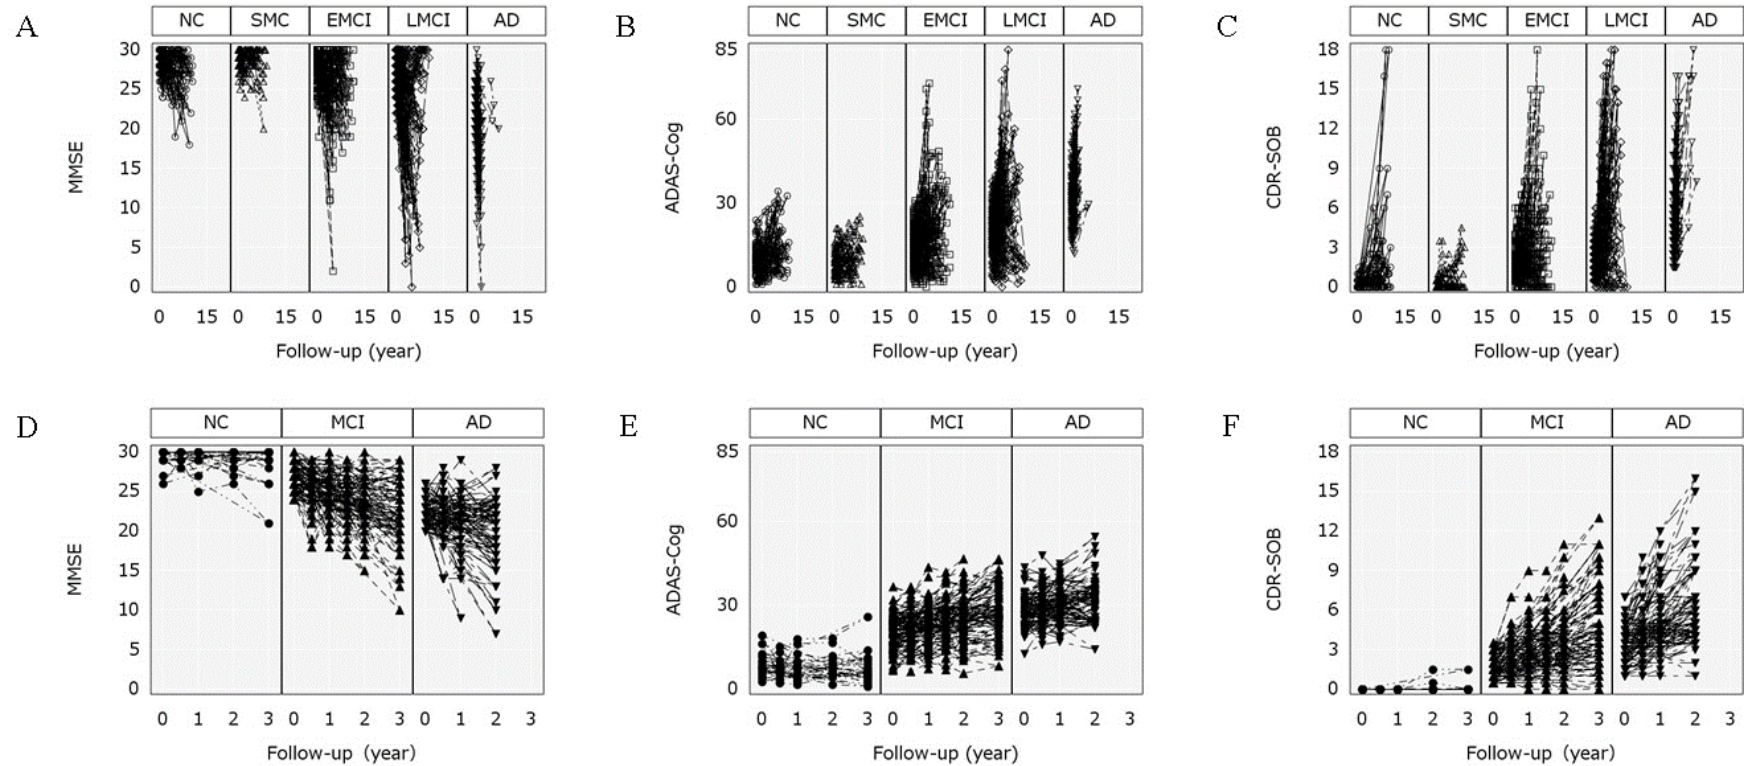 A
NC SMC EMCI LMCI AD
MMSE
30
25
20
15
10
5
0
0 15 0 15 0 15 0 15 0 15
Follow-up (year)
B
NC SMC EMCI LMCI AD
ADAS-Cog
85
60
30
0
0 15 0 15 0 15 0 15 0 15
Follow-up (year)
C
NC SMC EMCI LMCI AD
CDR-SOB
18
15
12
9
6
3
0
0 15 0 15 0 15 0 15 0 15
Follow-up (year)
D
NC MCI AD
MMSE
30
25
20
15
10
5
0
0 1 2 3 0 1 2 3 0 1 2 3
Follow-up (year)
E
NC MCI AD
ADAS-Cog
85
60
30
0
0 1 2 3 0 1 2 3 0 1 2 3
Follow-up (year)
F
NC MCI AD
CDR-SOB
18
15
12
9
6
3
0
0 1 2 3 0 1 2 3 0 1 2 3
Follow-up (year)